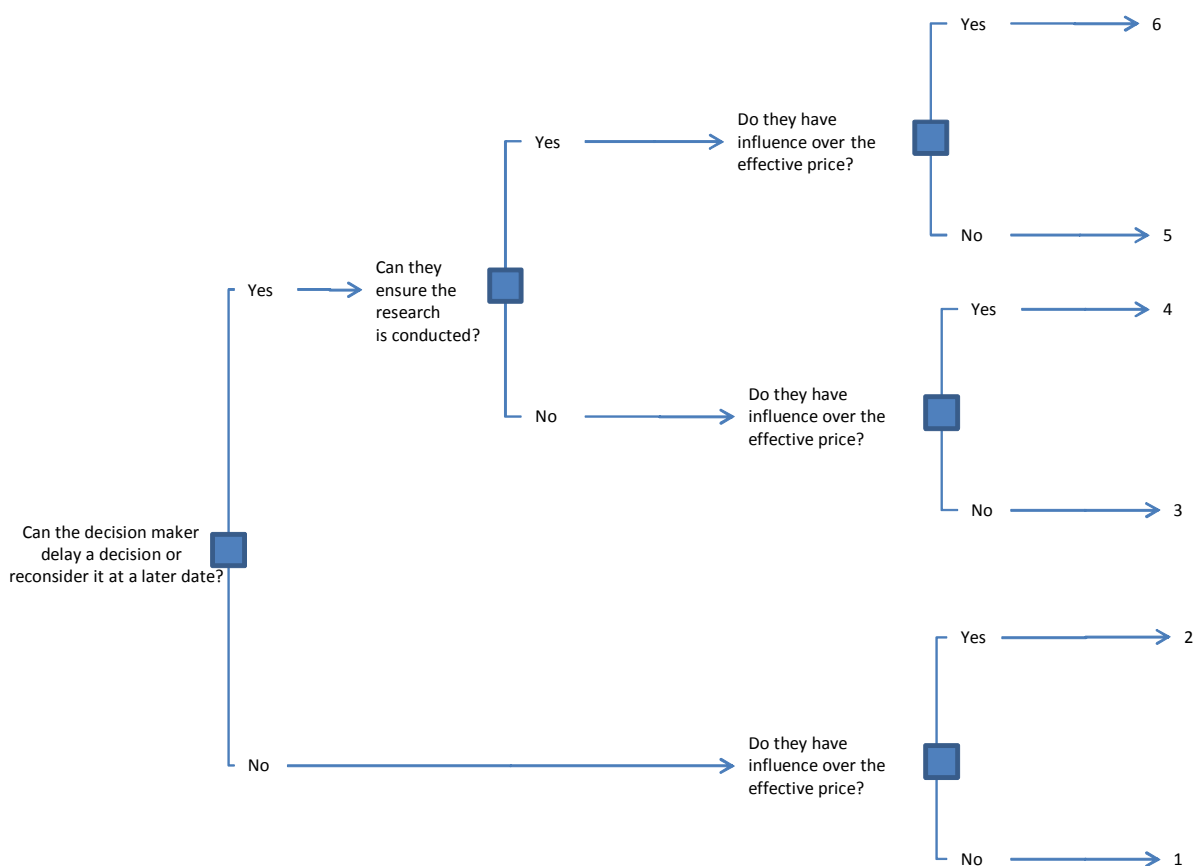 Yes
6
Do they have
influence over the
effective price?
Yes
No
5
Can they
ensure the
research
is conducted?
Yes
Yes
4
Do they have
influence over the
effective price?
No
No
3
Can the decision maker
delay a decision or
reconsider it at a later date?
Yes
2
Do they have
influence over the
effective price?
No
No
1